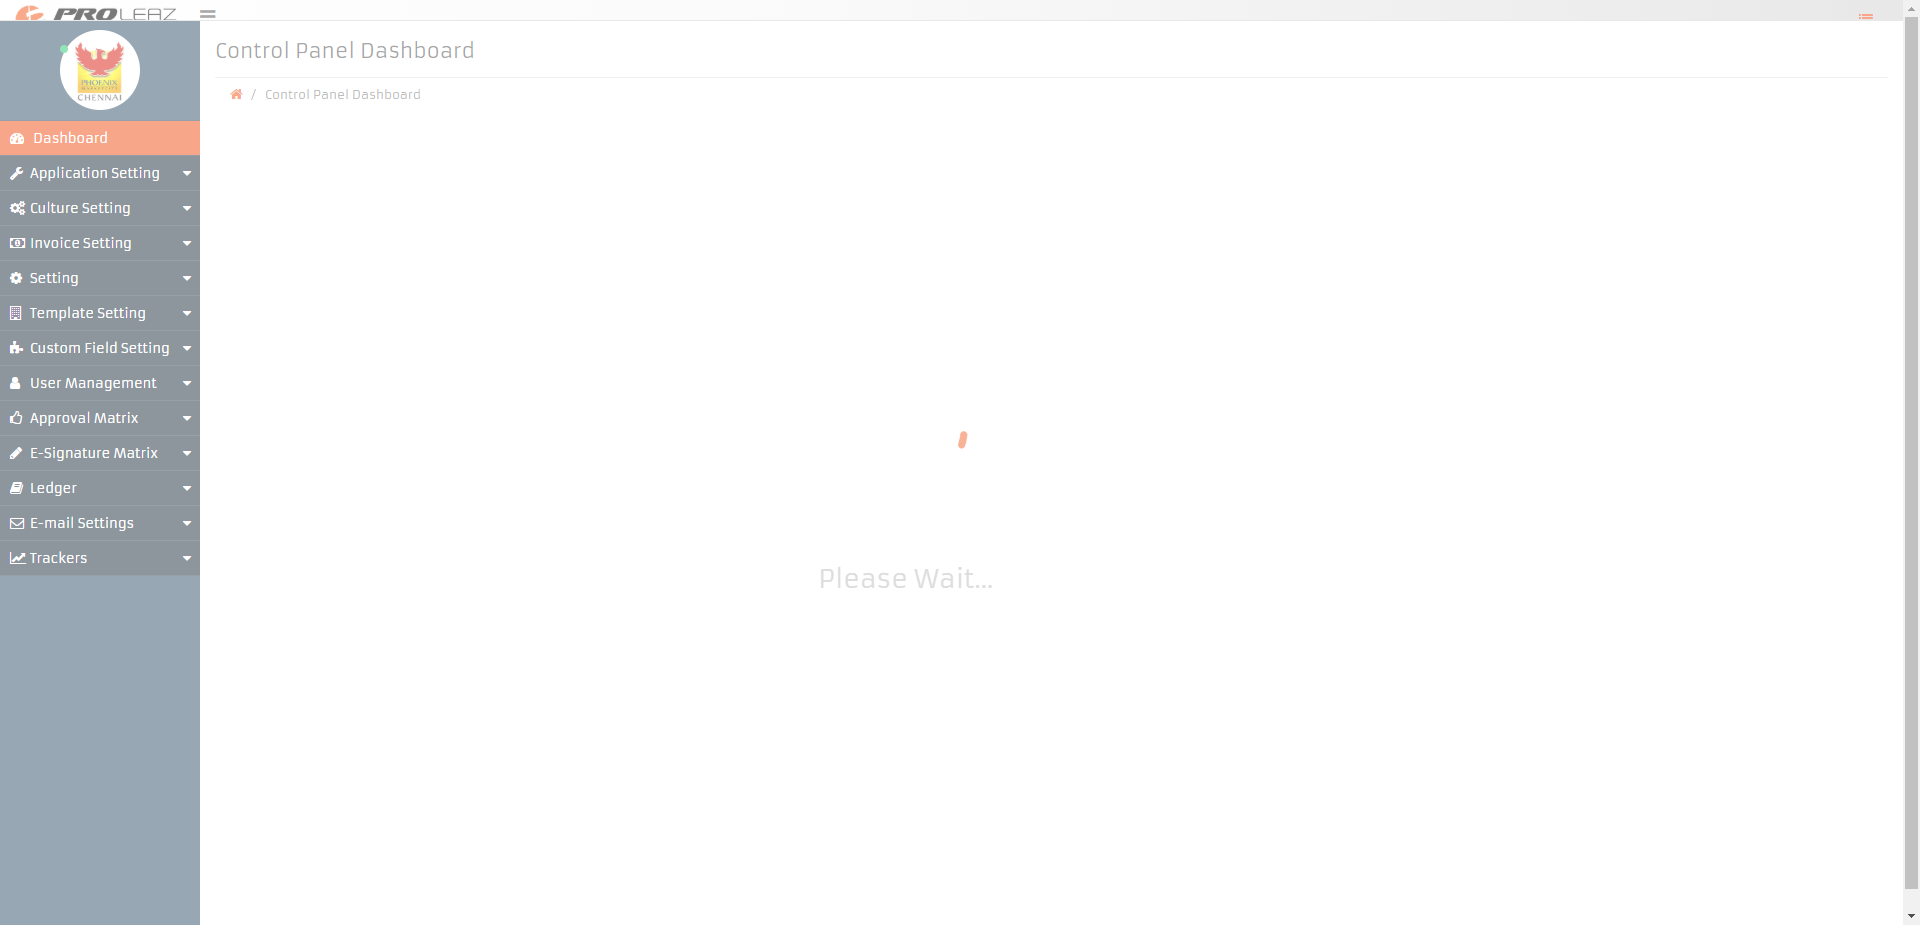 PROLEAZ
Control Panel Dashboard
/ Control Panel Dashboard
PHOENIX
MARKETCITY
CHENNAI
Dashboard
Application Setting
Culture Setting
Invoice Setting
Setting
Template Setting
Custom Field Setting
User Management
Approval Matrix
E-Signature Matrix
Ledger
E-mail Settings
Trackers
Please Wait...